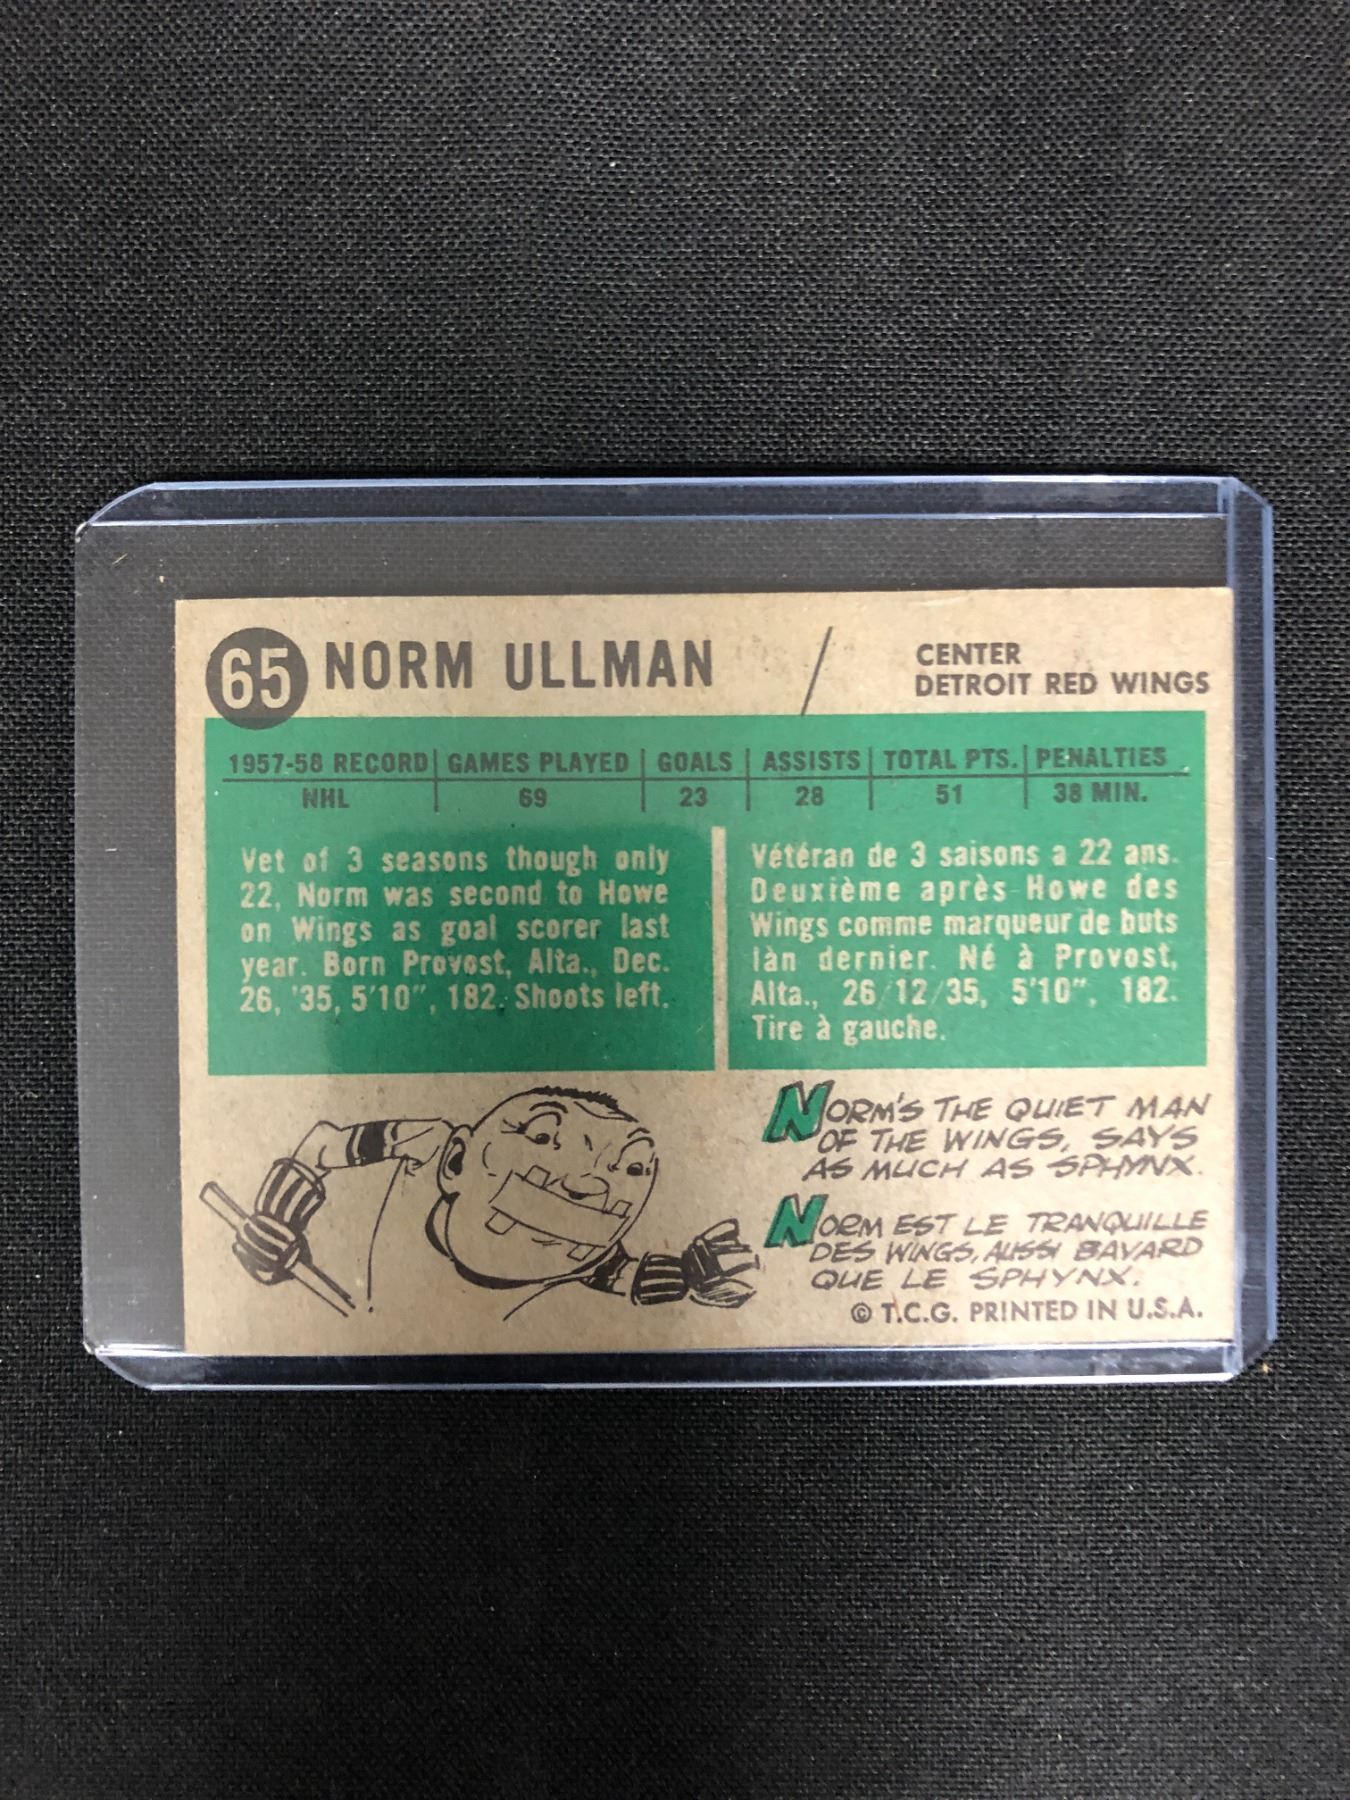 65 NORM ULLMAN / CENTER
DETROIT RED WINGS
1957-58 RECORD GAMES PLAYED GOALS ASSISTS TOTAL PTS. PENALTIES
NHL 69 23 28 51 38 MIN.
Vet of 3 seasons though only
22, Norm was second to Howe
on Wings as goal scorer last
year. Born Provost, Alta., Dec.
26, '35, 5'10", 182. Shoots left.
Vétéran de 3 saisons a 22 ans.
Deuxième après Howe des
Wings comme marqueur de buts
làn dernier. Né à Provost,
Alta., 26/12/35, 5'10", 182.
Tire à gauche.
NORM'S THE QUIET MAN
OF THE WINGS, SAYS
AS MUCH AS SPHYNX.
NORM EST LE TRANQUILLE
DES WINGS, AUSSI BAVARD
QUE LE SPHYNX.
© T.C.G. PRINTED IN U.S.A.